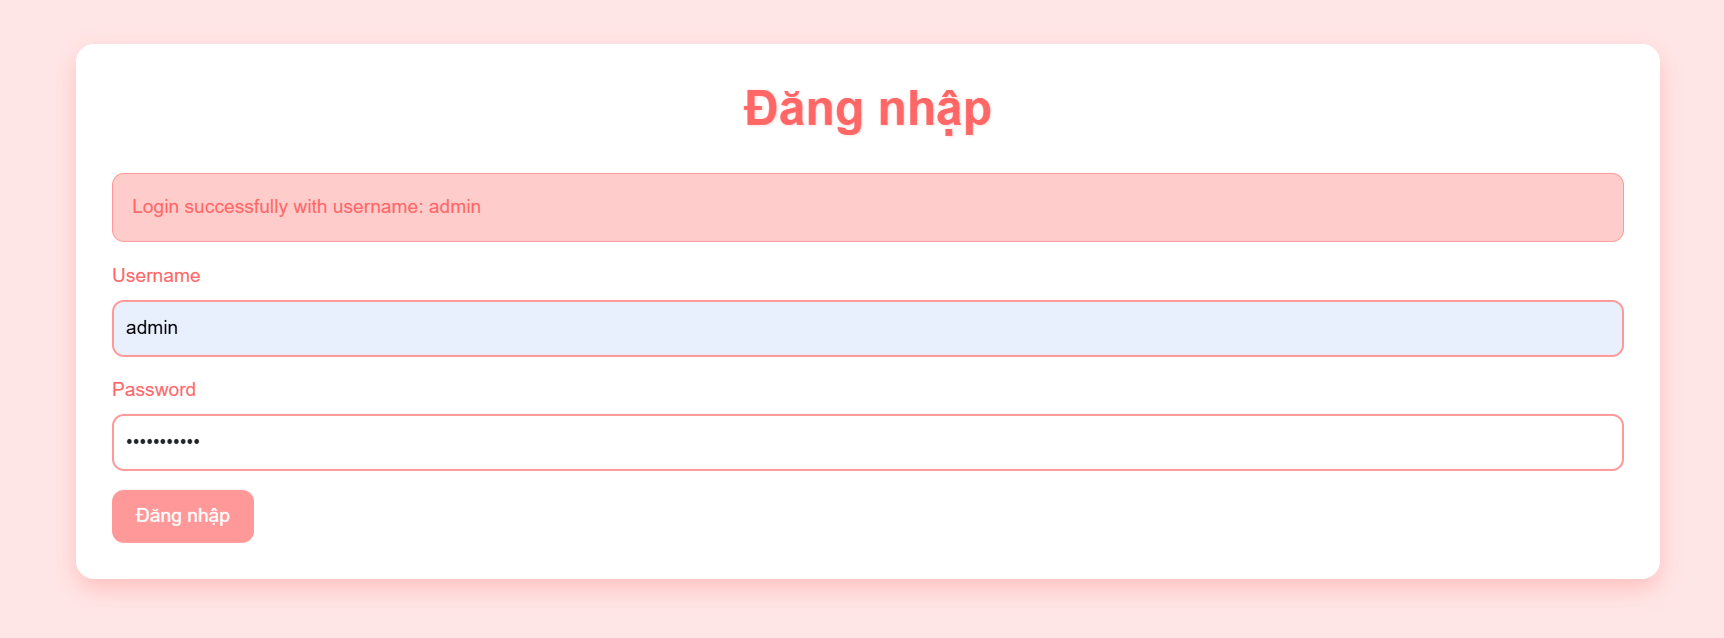 Đăng nhập
Login successfully with username: admin
Username
admin
Password
•••••••••••
Đăng nhập